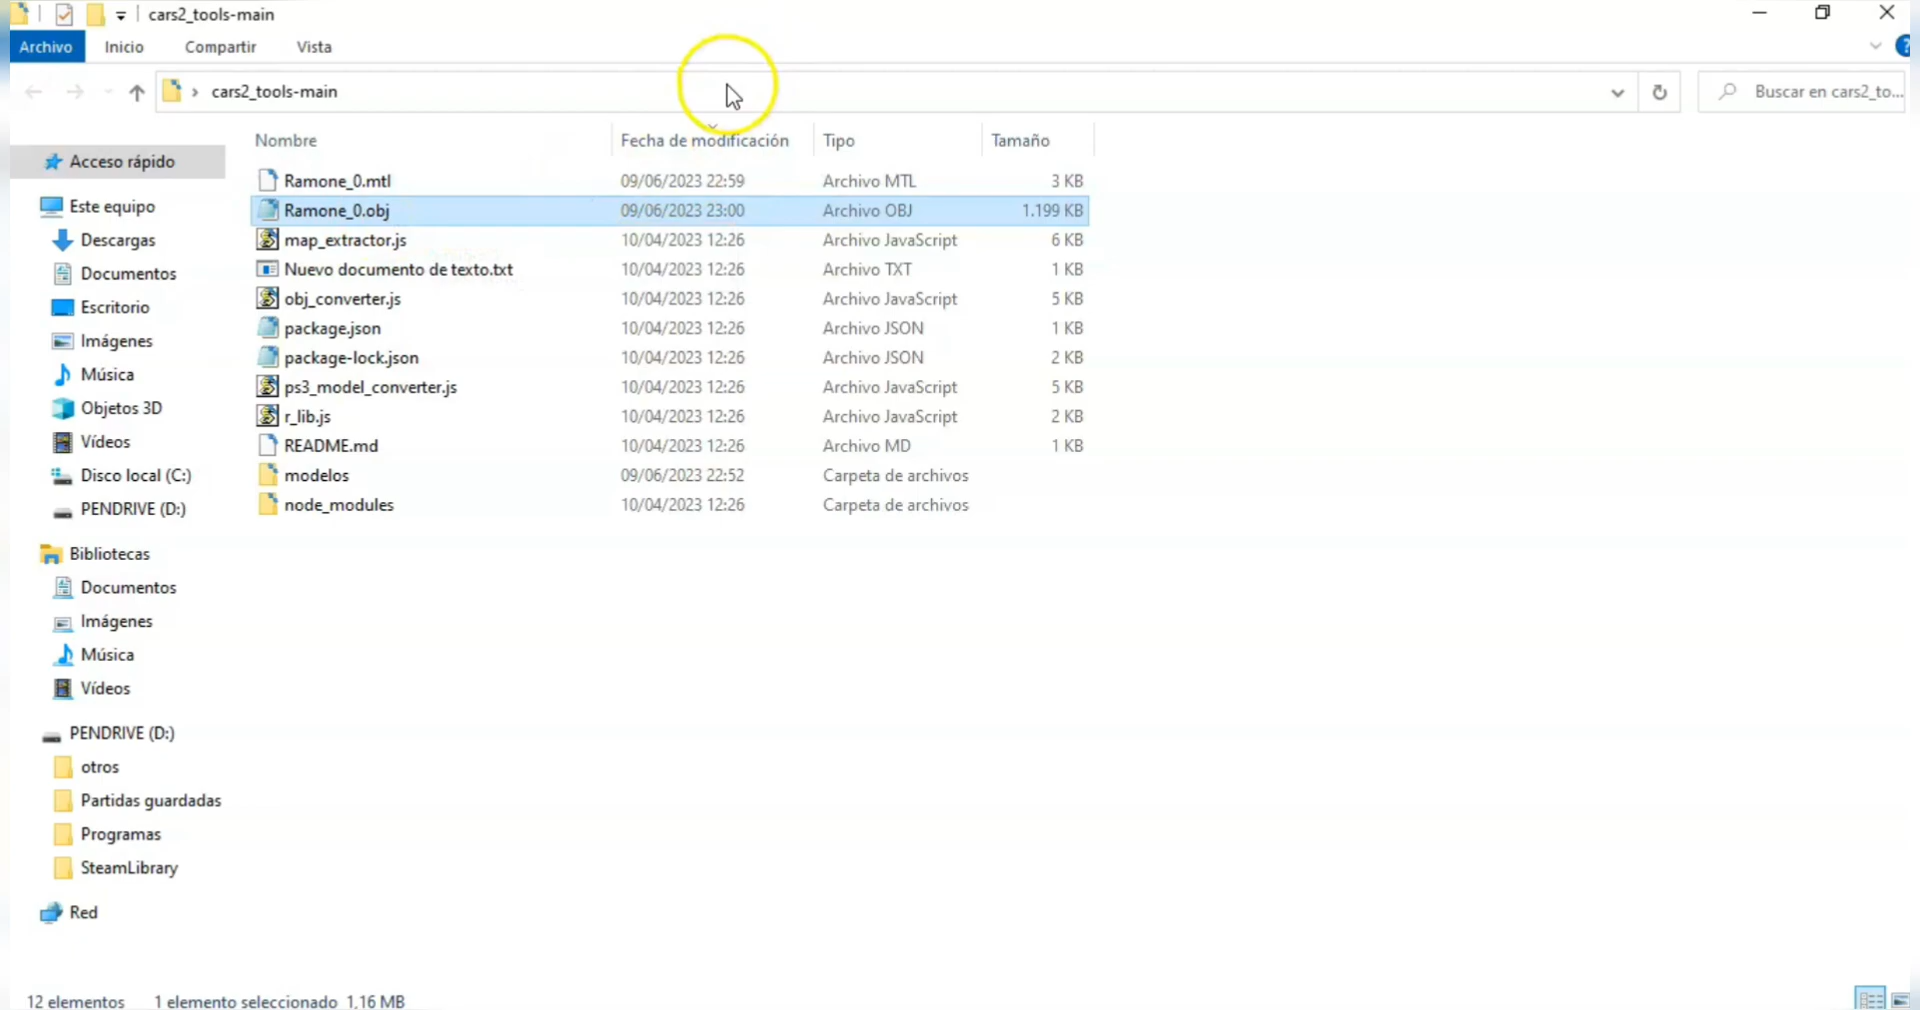 cars2_tools-main
Archivo Inicio Compartir Vista
cars2_tools-main
Buscar en cars2_to...
Nombre Fecha de modificación Tipo Tamaño
Ramone_0.mtl 09/06/2023 22:59 Archivo MTL 3 KB
Ramone_0.obj 09/06/2023 23:00 Archivo OBJ 1.199 KB
map_extractor.js 10/04/2023 12:26 Archivo JavaScript 6 KB
Nuevo documento de texto.txt 10/04/2023 12:26 Archivo TXT 1 KB
obj_converter.js 10/04/2023 12:26 Archivo JavaScript 5 KB
package.json 10/04/2023 12:26 Archivo JSON 1 KB
package-lock.json 10/04/2023 12:26 Archivo JSON 2 KB
ps3_model_converter.js 10/04/2023 12:26 Archivo JavaScript 5 KB
r_lib.js 10/04/2023 12:26 Archivo JavaScript 2 KB
README.md 10/04/2023 12:26 Archivo MD 1 KB
modelos 09/06/2023 22:52 Carpeta de archivos
node_modules 10/04/2023 12:26 Carpeta de archivos
Acceso rápido
Este equipo
Descargas
Documentos
Escritorio
Imágenes
Música
Objetos 3D
Vídeos
Disco local (C:)
PENDRIVE (D:)
Bibliotecas
Documentos
Imágenes
Música
Vídeos
PENDRIVE (D:)
otros
Partidas guardadas
Programas
SteamLibrary
Red
12 elementos 1 elemento seleccionado 1,16 MB